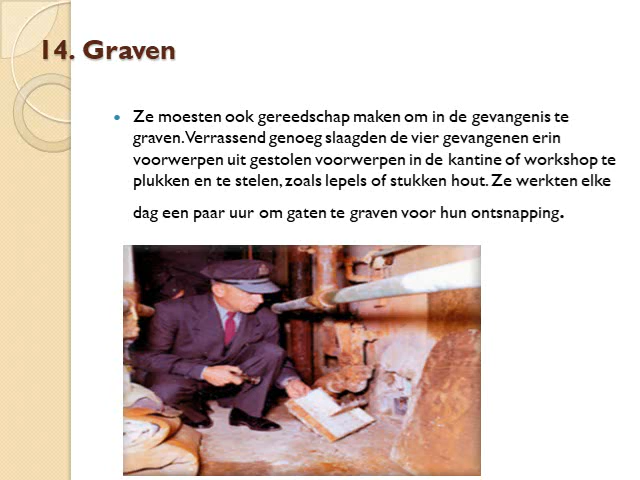 14. Graven
Ze moesten ook gereedschap maken om in de gevangenis te
graven. Verrassend genoeg slaagden de vier gevangenen erin
voorwerpen uit gestolen voorwerpen in de kantine of workshop te
plukken en te stelen, zoals lepels of stukken hout. Ze werkten elke
dag een paar uur om gaten te graven voor hun ontsnapping.